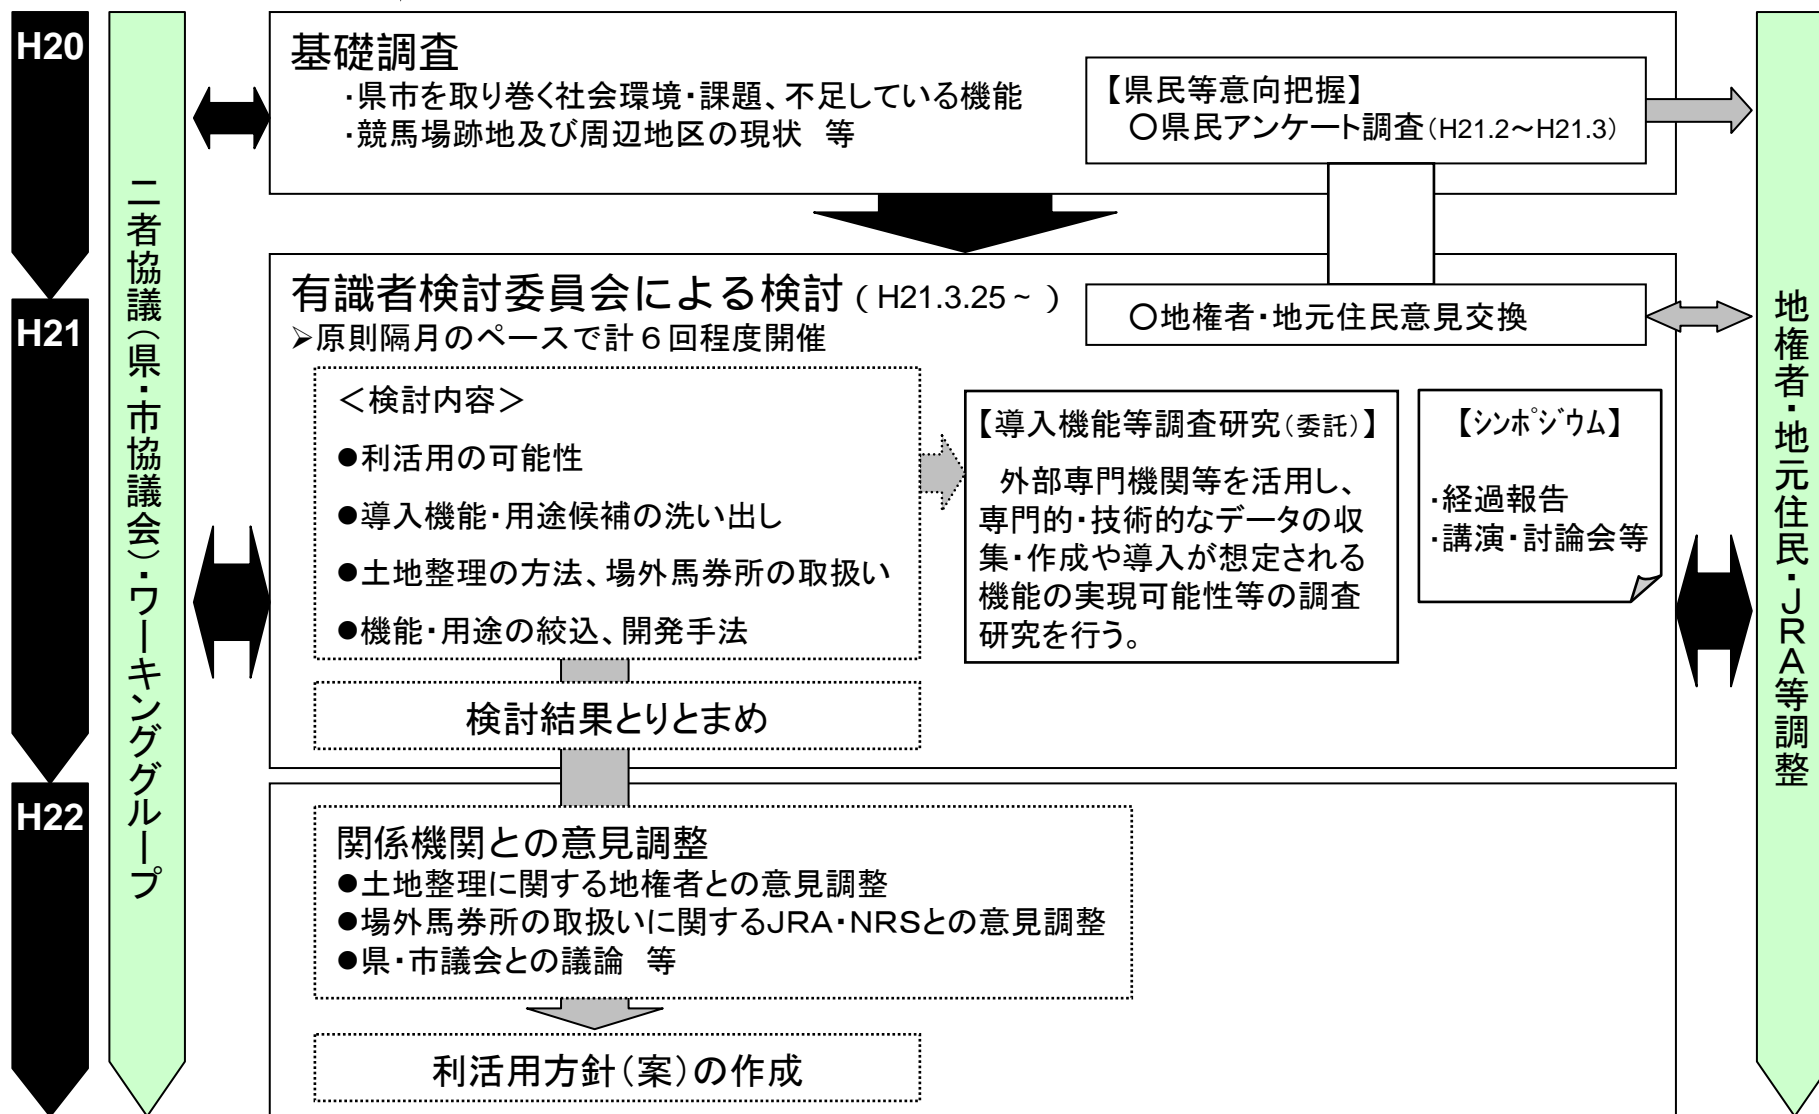 H20
基礎調査
・県市を取り巻く社会環境・課題、不足している機能
・競馬場跡地及び周辺地区の現状　等
【県民等意向把握】
○県民アンケート調査（H21.2～H21.3）
二者協議（県・市協議会）・ワーキンググループ
地権者・地元住民・JRA等調整
H21
有識者検討委員会による検討（H21.3.25～ ）
➢原則隔月のペースで計６回程度開催
○地権者・地元住民意見交換
＜検討内容＞
●利活用の可能性
●導入機能・用途候補の洗い出し
●土地整理の方法、場外馬券所の取扱い
●機能・用途の絞込、開発手法
【導入機能等調査研究（委託）】
外部専門機関等を活用し、
専門的・技術的なデータの収
集・作成や導入が想定される
機能の実現可能性等の調査
研究を行う。
【ｼﾝﾎﾟｼﾞｳﾑ】
・経過報告
・講演・討論会等
検討結果とりとまめ
H22
関係機関との意見調整
●土地整理に関する地権者との意見調整
●場外馬券所の取扱いに関するJRA・NRSとの意見調整
●県・市議会との議論　等
利活用方針（案）の作成